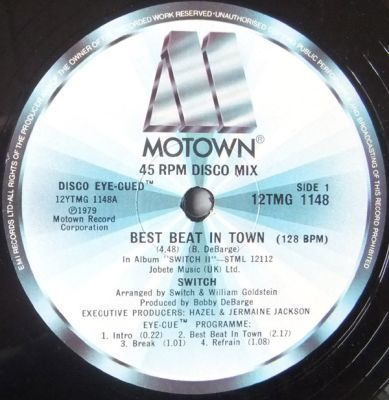 EMI RECORDS LTD-ALL RIGHTS OF THE PRODUCER AND OF THE OWNER OF THE RECORDED WORK RESERVED-UNAUTHORISED PUBLIC PERFORMANCE BROADCASTING OF THIS
MOTOWN®
45 RPM DISCO MIX
DISCO EYE-CUED™
SIDE 1
12YTMG 1148A
12TMG 1148
℗1979
Motown Record
Corporation
BEST BEAT IN TOWN (128 BPM)
(4.48) (B. DeBarge)
In Album "SWITCH II"—STML 12112
Jobete Music (UK) Ltd.
SWITCH
Arranged by Switch & William Goldstein
Produced by Bobby DeBarge
EXECUTIVE PRODUCERS: HAZEL & JERMAINE JACKSON
EYE-CUE™ PROGRAMME:
1. Intro (0.22) 2. Best Beat In Town (2.17)
3. Break (1.01) 4. Refrain (1.08)